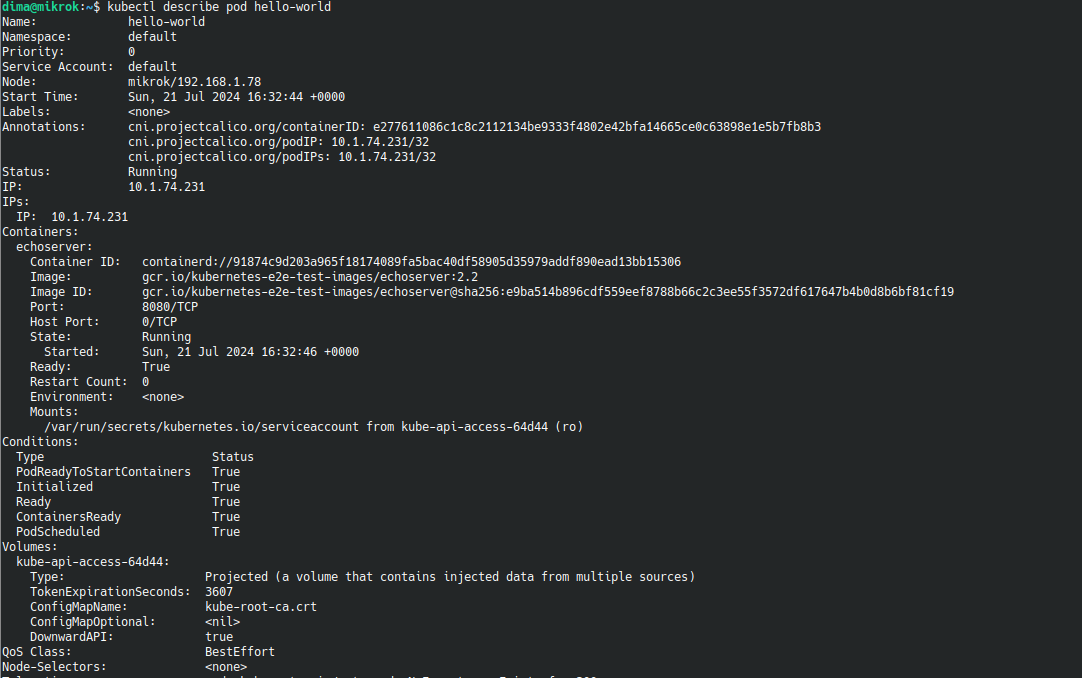 dima@mikrok:~$ kubectl describe pod hello-world
Name:             hello-world
Namespace:        default
Priority:         0
Service Account:  default
Node:             mikrok/192.168.1.78
Start Time:       Sun, 21 Jul 2024 16:32:44 +0000
Labels:           <none>
Annotations:      cni.projectcalico.org/containerID: e277611086c1c8c2112134be9333f4802e42bfa14665ce0c63898e1e5b7fb8b3
                  cni.projectcalico.org/podIP: 10.1.74.231/32
                  cni.projectcalico.org/podIPs: 10.1.74.231/32
Status:           Running
IP:               10.1.74.231
IPs:
  IP:  10.1.74.231
Containers:
  echoserver:
    Container ID:   containerd://91874c9d203a965f18174089fa5bac40df58905d35979addf890ead13bb15306
    Image:          gcr.io/kubernetes-e2e-test-images/echoserver:2.2
    Image ID:       gcr.io/kubernetes-e2e-test-images/echoserver@sha256:e9ba514b896cdf559eef8788b66c2c3ee55f3572df617647b4b0d8b6bf81cf19
    Port:           8080/TCP
    Host Port:      0/TCP
    State:          Running
      Started:      Sun, 21 Jul 2024 16:32:46 +0000
    Ready:          True
    Restart Count:  0
    Environment:    <none>
    Mounts:
      /var/run/secrets/kubernetes.io/serviceaccount from kube-api-access-64d44 (ro)
Conditions:
  Type                        Status
  PodReadyToStartContainers   True
  Initialized                 True
  Ready                       True
  ContainersReady             True
  PodScheduled                True
Volumes:
  kube-api-access-64d44:
    Type:                    Projected (a volume that contains injected data from multiple sources)
    TokenExpirationSeconds:  3607
    ConfigMapName:           kube-root-ca.crt
    ConfigMapOptional:       <nil>
    DownwardAPI:             true
QoS Class:                   BestEffort
Node-Selectors:              <none>